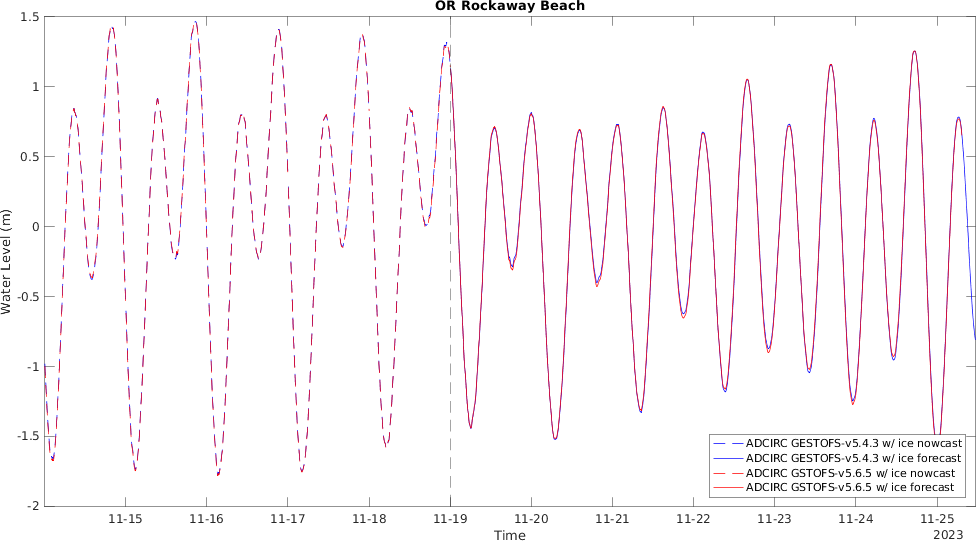 OR Rockaway Beach
1.5
1
0.5
0
-0.5
-1
-1.5
-2
Water Level (m)
ADCIRC GESTOFS-v5.4.3 w/ ice nowcast
ADCIRC GESTOFS-v5.4.3 w/ ice forecast
ADCIRC GSTOFS-v5.6.5 w/ ice nowcast
ADCIRC GSTOFS-v5.6.5 w/ ice forecast
11-15 11-16 11-17 11-18 11-19 11-20 11-21 11-22 11-23 11-24 11-25
Time 2023